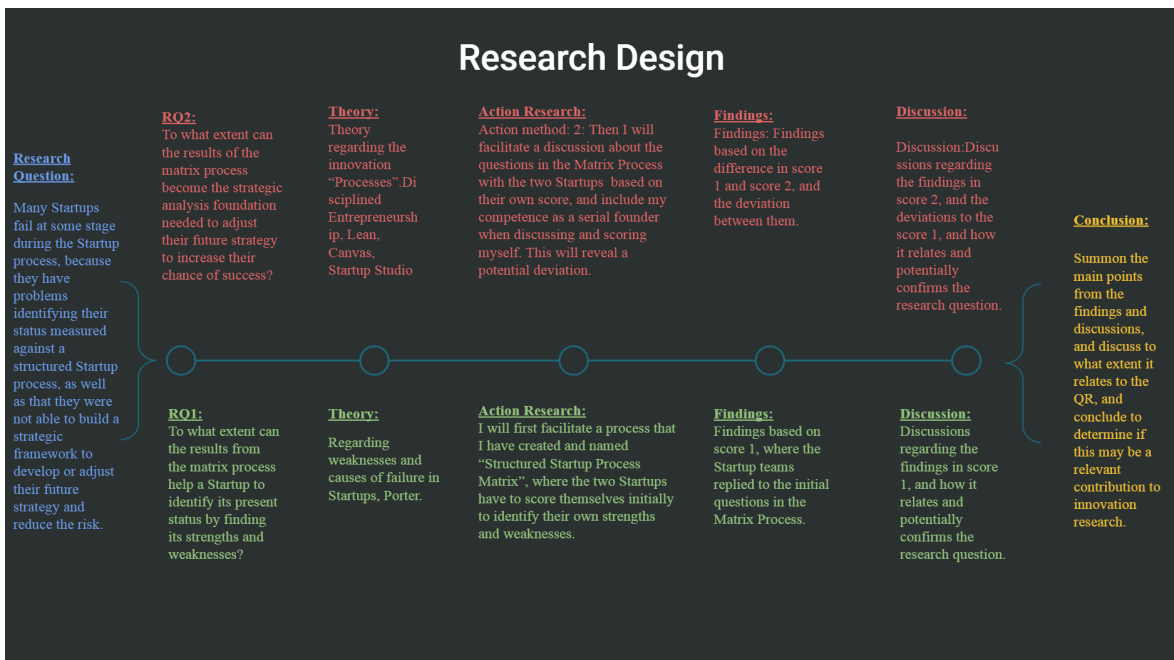 Research Design
Research
Question:
Many Startups
fail at some stage
during the Startup
process, because
they have
problems
identifying their
status measured
against a
structured Startup
process, as well
as that they were
not able to build a
strategic
framework to
develop or adjust
their future
strategy and
reduce the risk.
RQ2:
To what extent can
the results of the
matrix process
become the strategic
analysis foundation
needed to adjust
their future strategy
to increase their
chance of success?
Theory:
Theory
regarding the
innovation
“Processes”.Di
sciplined
Entrepreneursh
ip, Lean,
Canvas,
Startup Studio
Action Research:
Action method: 2: Then I will
facilitate a discussion about the
questions in the Matrix Process
with the two Startups based on
their own score, and include my
competence as a serial founder
when discussing and scoring
myself. This will reveal a
potential deviation.
Findings:
Findings: Findings
based on the
difference in score
1 and score 2, and
the deviation
between them.
Discussion:
Discussion:Discu
ssions regarding
the findings in
score 2, and the
deviations to the
score 1, and how
it relates and
potentially
confirms the
research question.
RQ1:
To what extent can
the results from
the matrix process
help a Startup to
identify its present
status by finding
its strengths and
weaknesses?
Theory:
Regarding
weaknesses and
causes of failure in
Startups, Porter.
Action Research:
I will first facilitate a process that
I have created and named
“Structured Startup Process
Matrix”, where the two Startups
have to score themselves initially
to identify their own strengths
and weaknesses.
Findings:
Findings based on
score 1, where the
Startup teams
replied to the initial
questions in the
Matrix Process.
Discussion:
Discussions
regarding the
findings in score
1, and how it
relates and
potentially
confirms the
research question.
Conclusion:
Summon the
main points
from the
findings and
discussions,
and discuss to
what extent it
relates to the
QR, and
conclude to
determine if
this may be a
relevant
contribution to
innovation
research.